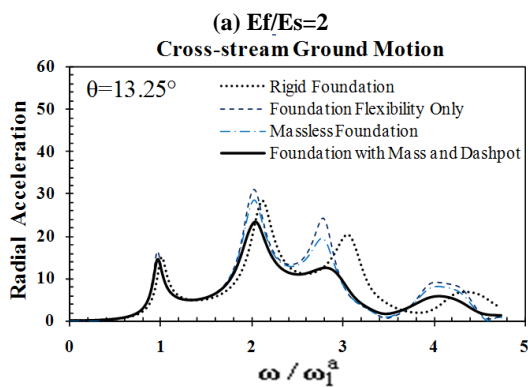 (a) Ef/Es=2
Cross-stream Ground Motion
60
50
40
30
20
10
0
Radial Acceleration
θ=13.25°
Rigid Foundation
Foundation Flexibility Only
Massless Foundation
Foundation with Mass and Dashpot
0 1 2 3 4 5
ω / ω₁ᵃ